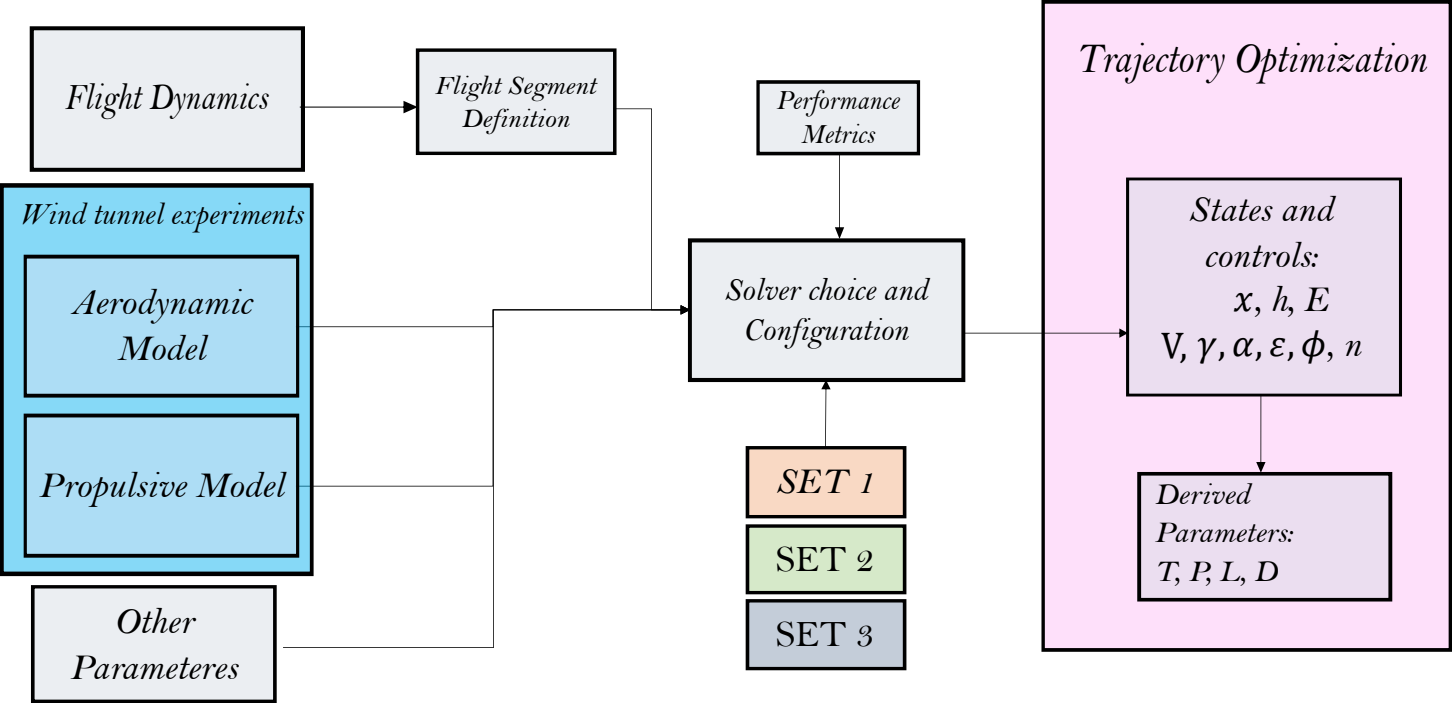 Flight Dynamics
Flight Segment
Definition
Wind tunnel experiments
Aerodynamic
Model
Propulsive Model
Other
Parameteres
Performance
Metrics
Solver choice and
Configuration
SET 1
SET 2
SET 3
Trajectory Optimization
States and
controls:
x, h, E
V, γ, α, ε, ϕ, n
Derived
Parameters:
T, P, L, D